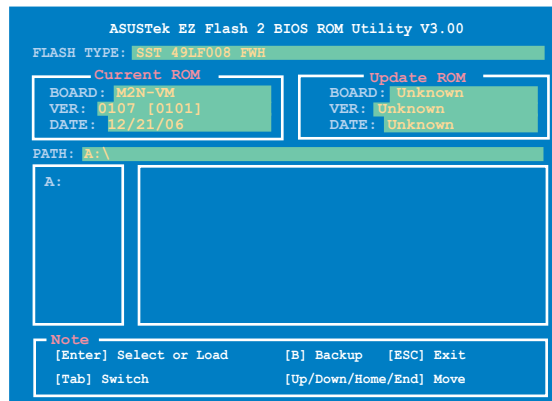 ASUSTek EZ Flash 2 BIOS ROM Utility V3.00
FLASH TYPE: SST 49LF008 FWH
Current ROM
BOARD: M2N-VM
VER: 0107 [0101]
DATE: 12/21/06
Update ROM
BOARD: Unknown
VER: Unknown
DATE: Unknown
PATH: A:\
A:
Note
[Enter] Select or Load [B] Backup [ESC] Exit
[Tab] Switch [Up/Down/Home/End] Move